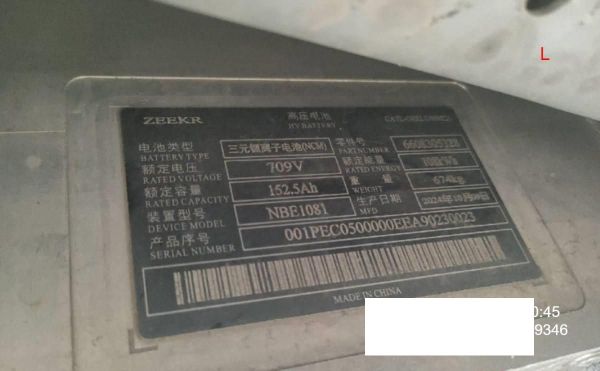 L
ZEEKR
高压电池
HV BATTERY
电池类型 三元锂离子电池(NCM) 零件号
BATTERY TYPE PART NUMBER
额定电压 709V 额定能量 108kWh
RATED VOLTAGE RATED ENERGY
额定容量 152.5Ah 重量 674kg
RATED CAPACITY WEIGHT
装置型号 NBE1081 生产日期
DEVICE MODEL MFD
产品序号 001PEC0500000EEA90230023
SERIAL NUMBER
MADE IN CHINA
0:45
9346